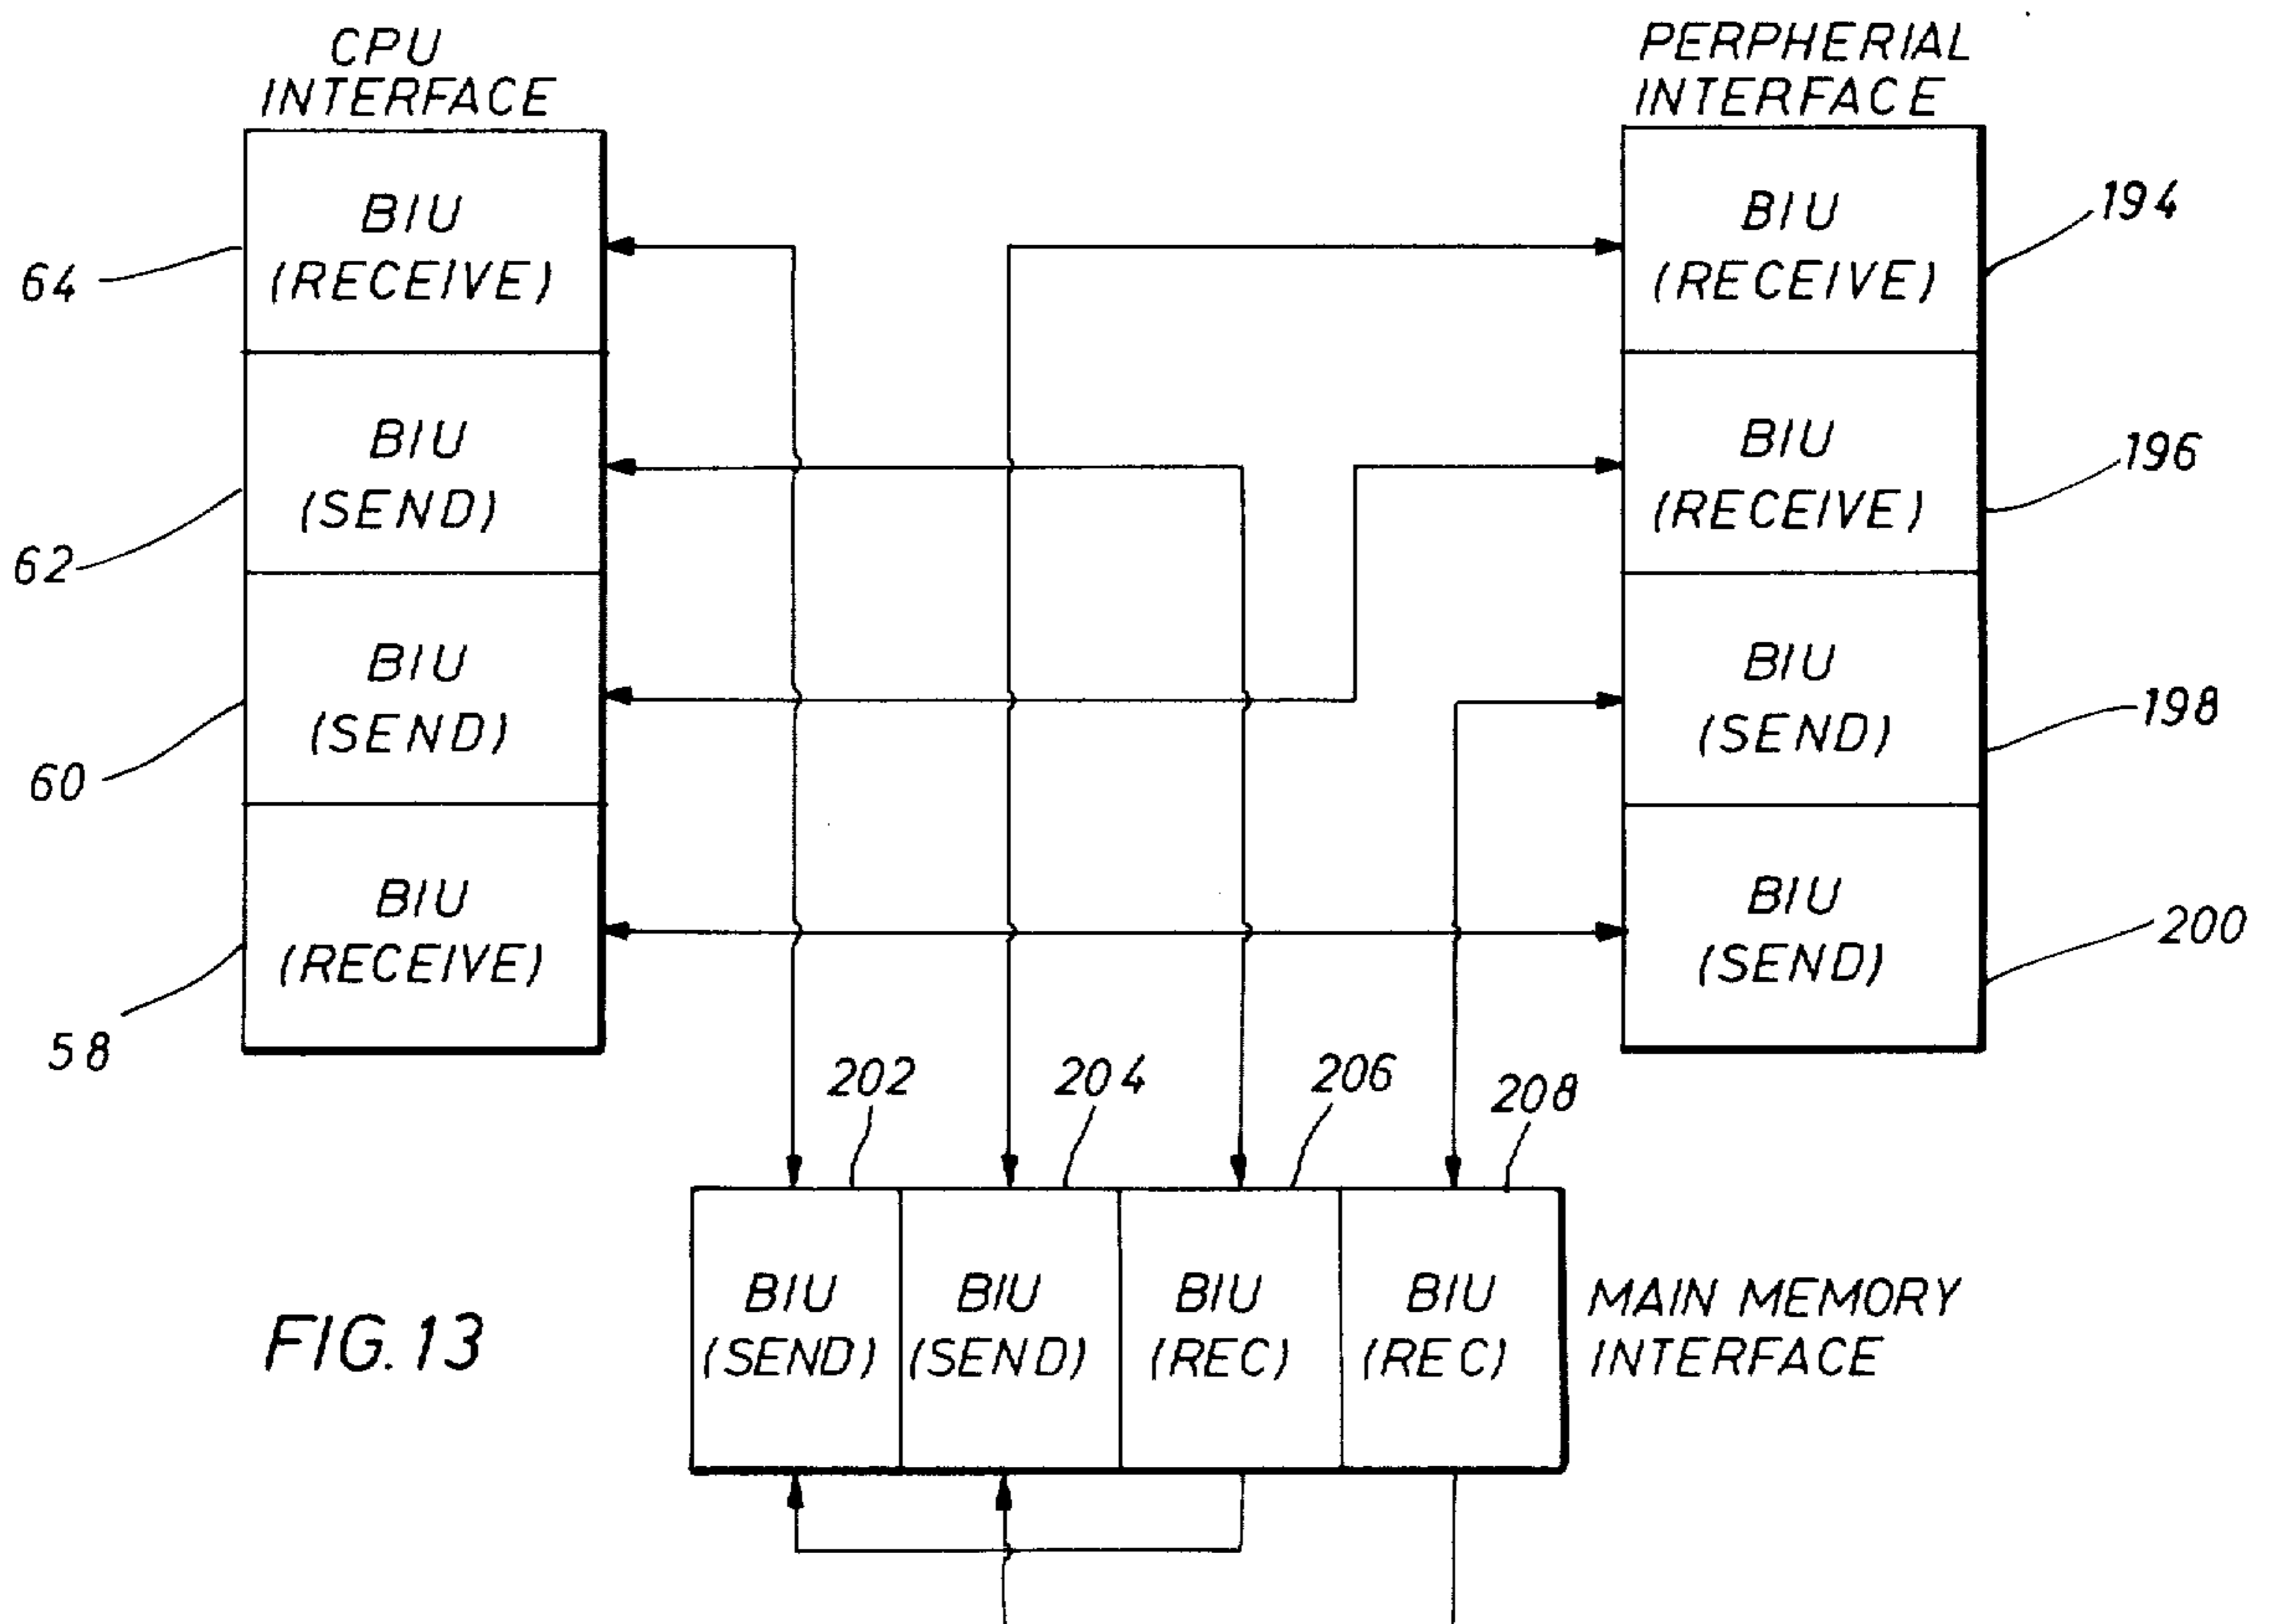 CPU
INTERFACE
BIU
(RECEIVE)
64
BIU
(SEND)
62
BIU
(SEND)
60
BIU
(RECEIVE)
58
PERPHERIAL
INTERFACE
BIU
(RECEIVE)
194
BIU
(RECEIVE)
196
BIU
(SEND)
198
BIU
(SEND)
200
202
204
206
208
BIU
(SEND)
BIU
(SEND)
BIU
(REC)
BIU
(REC)
MAIN MEMORY
INTERFACE
FIG. 13